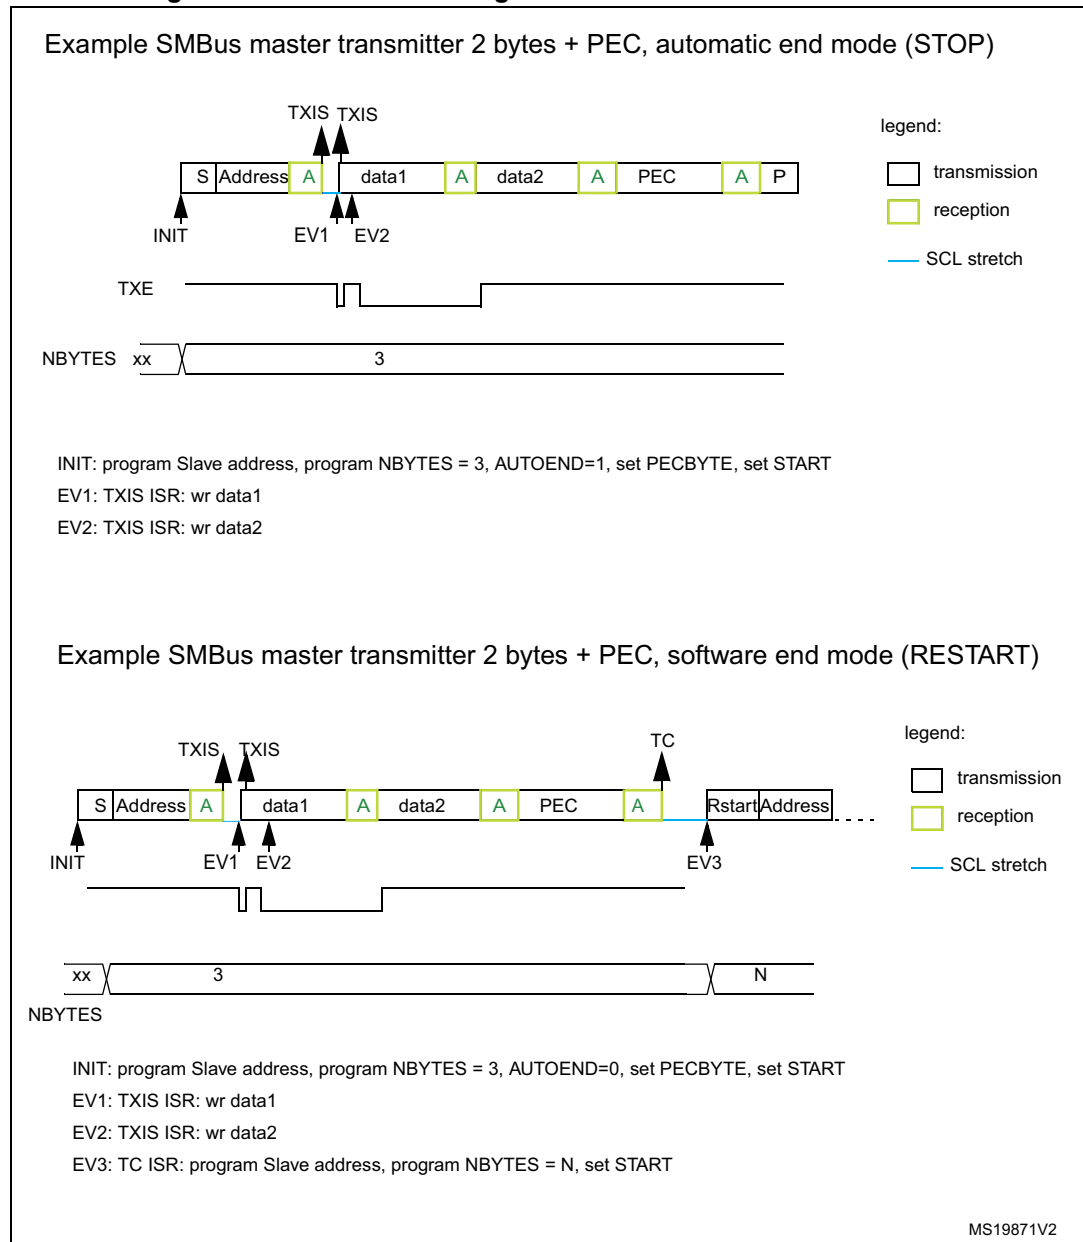 Example SMBus master transmitter 2 bytes + PEC, automatic end mode (STOP)
TXIS TXIS
legend:
S Address A data1 A data2 A PEC A P
transmission
reception
INIT EV1 EV2
SCL stretch
TXE
NBYTES xx 3
INIT: program Slave address, program NBYTES = 3, AUTOEND=1, set PECBYTE, set START
EV1: TXIS ISR: wr data1
EV2: TXIS ISR: wr data2
Example SMBus master transmitter 2 bytes + PEC, software end mode (RESTART)
TXIS TXIS TC
legend:
S Address A data1 A data2 A PEC A Rstart Address
transmission
reception
INIT EV1 EV2 EV3
SCL stretch
xx 3 N
NBYTES
INIT: program Slave address, program NBYTES = 3, AUTOEND=0, set PECBYTE, set START
EV1: TXIS ISR: wr data1
EV2: TXIS ISR: wr data2
EV3: TC ISR: program Slave address, program NBYTES = N, set START
MS19871V2